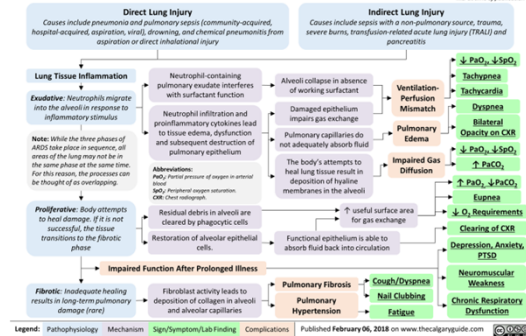 Direct Lung Injury
Causes include pneumonia and pulmonary sepsis (community-acquired,
hospital-acquired, aspiration, viral), drowning, and chemical pneumonitis from
aspiration or direct inhalational injury
Indirect Lung Injury
Causes include sepsis with a non-pulmonary source, trauma,
severe burns, transfusion-related acute lung injury (TRALI) and
pancreatitis
Lung Tissue Inflammation
Exudative: Neutrophils migrate
into the alveoli in response to
inflammatory stimulus
Note: While the three phases of
ARDS take place in sequence, all
areas of the lung may not be in
the same phase at the same time.
For this reason, the processes can
be thought of as overlapping.
Proliferative: Body attempts
to heal damage. If it is not
successful, the tissue
transitions to the fibrotic
phase
Impaired Function After Prolonged Illness
Fibrotic: Inadequate healing
results in long-term pulmonary
damage (rare)
Neutrophil-containing
pulmonary exudate interferes
with surfactant function
Neutrophil infiltration and
proinflammatory cytokines lead
to tissue edema, dysfunction
and subsequent destruction of
pulmonary epithelium
Abbreviations:
PaO₂: Partial pressure of oxygen in arterial
blood
SpO₂: Peripheral oxygen saturation.
CXR: Chest radiograph.
Residual debris in alveoli are
cleared by phagocytic cells
Restoration of alveolar epithelial
cells.
Fibroblast activity leads to
deposition of collagen in alveoli
and alveolar capillaries
Alveoli collapse in absence
of working surfactant
Damaged epithelium
impairs gas exchange
Pulmonary capillaries do
not adequately absorb fluid
The body's attempts to
heal lung tissue result in
deposition of hyaline
membranes in the alveoli
↑ useful surface area
for gas exchange
Functional epithelium is able to
absorb fluid back into circulation
Pulmonary Fibrosis
Pulmonary
Hypertension
Cough/Dyspnea
Nail Clubbing
Fatigue
Ventilation-
Perfusion
Mismatch
Pulmonary
Edema
Impaired Gas
Diffusion
↓ PaO₂, ↓SpO₂
Tachypnea
Tachycardia
Dyspnea
Bilateral
Opacity on CXR
↓ PaO₂, ↓SpO₂
↑ PaCO₂
↑ PaO₂, ↓PaCO₂
Eupnea
↓ O₂ Requirements
Clearing of CXR
Depression, Anxiety,
PTSD
Neuromuscular
Weakness
Chronic Respiratory
Dysfunction
Legend: Pathophysiology Mechanism Sign/Symptom/Lab Finding Complications Published February 06, 2018 on www.thecalgaryguide.com